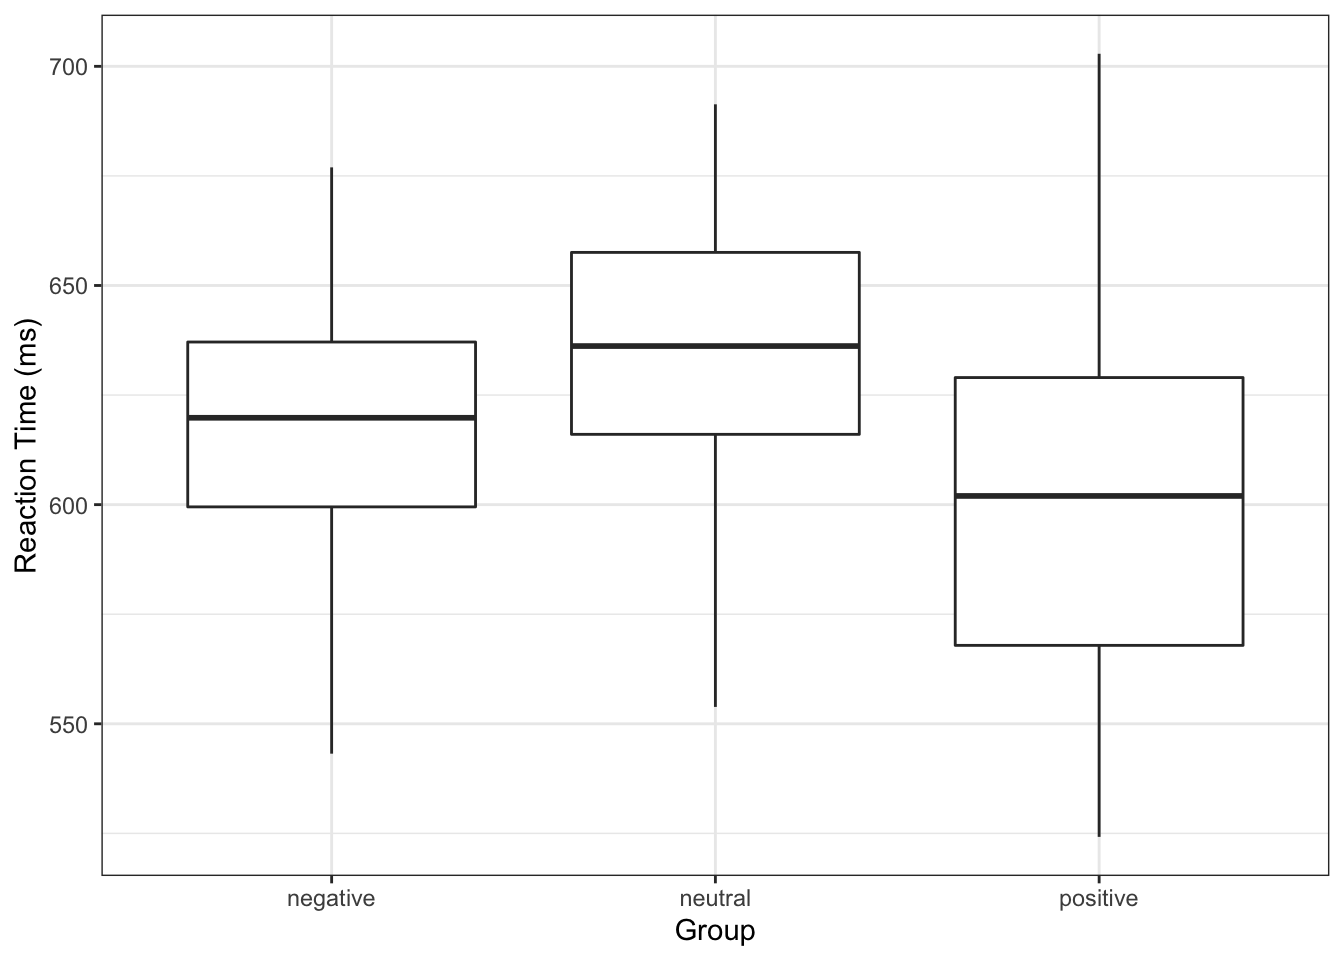 700
650
600
550
Reaction Time (ms)
negative
neutral
positive
Group